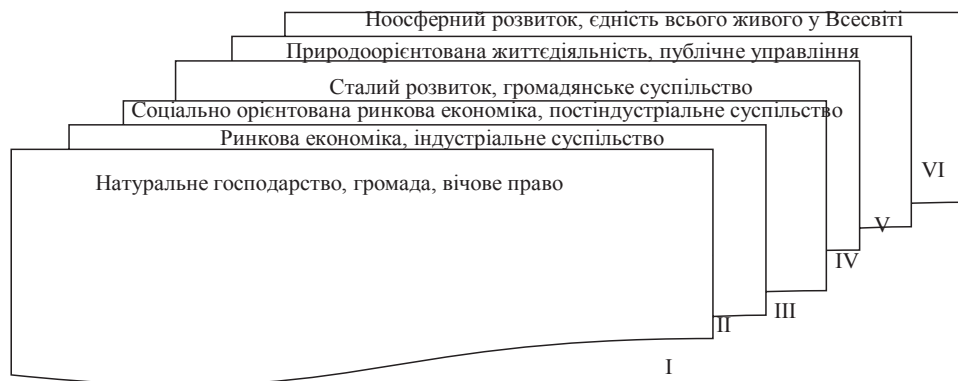 Ноосферний розвиток, єдність всього живого у Всесвіті
Природоорієнтована життєдіяльність, публічне управління
Сталий розвиток, громадянське суспільство
Соціально орієнтована ринкова економіка, постіндустріальне суспільство
Ринкова економіка, індустріальне суспільство
Натуральне господарство, громада, вічове право
VI
V
IV
III
II
I